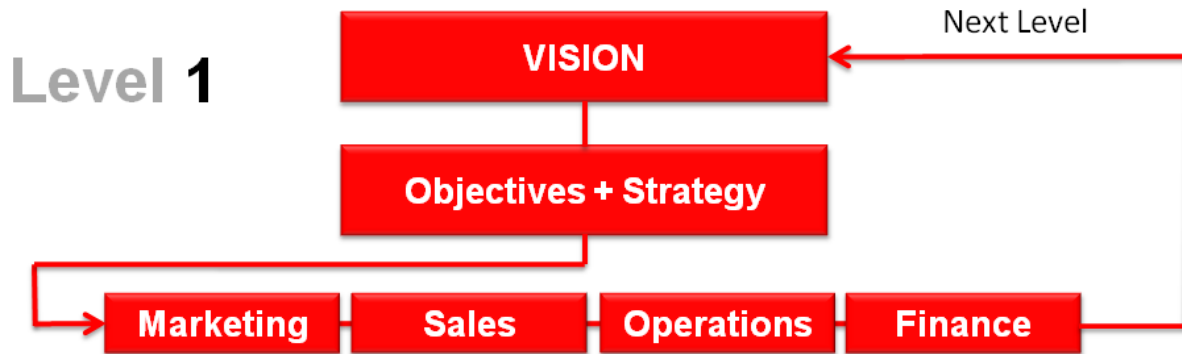 Next Level
VISION
Level 1
Objectives + Strategy
Marketing Sales Operations Finance